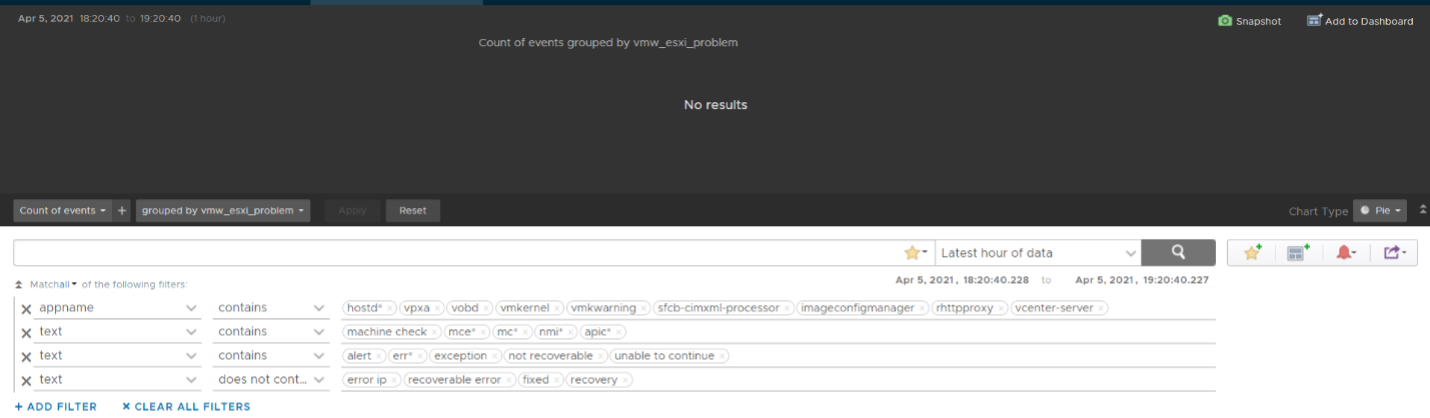 Apr 5, 2021 18:20:40 to 19:20:40 (1 hour)
Snapshot
Add to Dashboard
Count of events grouped by vmw_esxi_problem
No results
Count of events + grouped by vmw_esxi_problem Apply Reset
Chart Type Pie
Latest hour of data
Matchall of the following filters:
Apr 5, 2021, 18:20:40.228 to Apr 5, 2021, 19:20:40.227
appname contains hostd* vpxa vobd vmkernel vmkwarning sfcb-cimxml-processor imageconfigmanager rhttpproxy vcenter-server
text contains machine check mce* mc* nmi* apic*
text contains alert err* exception not recoverable unable to continue
text does not cont... error ip recoverable error fixed recovery
+ ADD FILTER × CLEAR ALL FILTERS